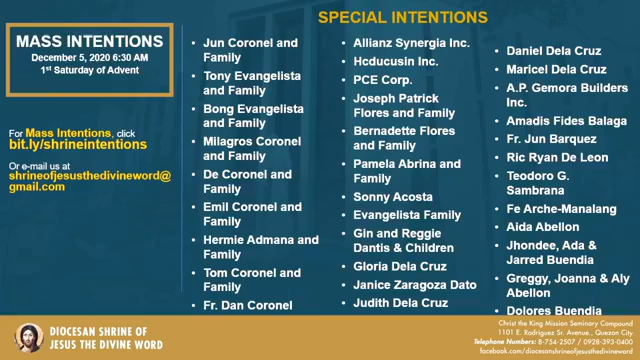 SPECIAL INTENTIONS
MASS INTENTIONS
December 5, 2020 6:30 AM
1st Saturday of Advent
For Mass Intentions, click
bit.ly/shrineintentions
Or e-mail us at
shrineofjesusthedivineword@
gmail.com
• Jun Coronel and
Family
• Tony Evangelista
and Family
• Bong Evangelista
and Family
• Milagros Coronel
and Family
• De Coronel and
Family
• Emil Coronel and
Family
• Hermie Admana and
Family
• Tom Coronel and
Family
• Fr. Dan Coronel
• Allianz Synergia Inc.
• Hcducusin Inc.
• PCE Corp.
• Joseph Patrick
Flores and Family
• Bernadette Flores
and Family
• Pamela Abrina and
Family
• Sonny Acosta
• Evangelista Family
• Gin and Reggie
Dantis & Children
• Gloria Dela Cruz
• Janice Zaragoza Dato
• Judith Dela Cruz
• Daniel Dela Cruz
• Maricel Dela Cruz
• A.P. Gemora Builders
Inc.
• Amadis Fides Balaga
• Fr. Jun Barquez
• Ric Ryan De Leon
• Teodoro G.
Sambrana
• Fe Arche-Manalang
• Aida Abellon
• Jhondee, Ada &
Jarred Buendia
• Greggy, Joanna & Aly
Abellon
• Dolores Buendia
DIOCESAN SHRINE OF
JESUS THE DIVINE WORD
Christ the King Mission Seminary Compound
1101 E. Rodriguez Sr. Avenue., Quezon City
Telephone Numbers: 8-754-2507 / 0928-393-0400
facebook.com/diocesanshrineofjesusthedivineword